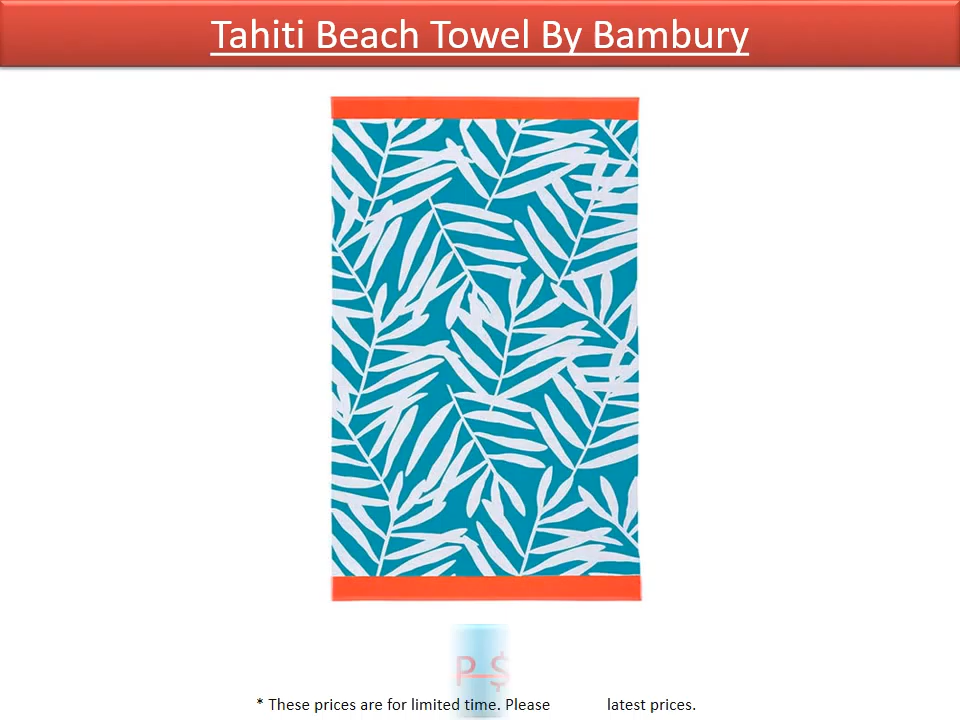 Tahiti Beach Towel By Bambury
P $
* These prices are for limited time. Please latest prices.